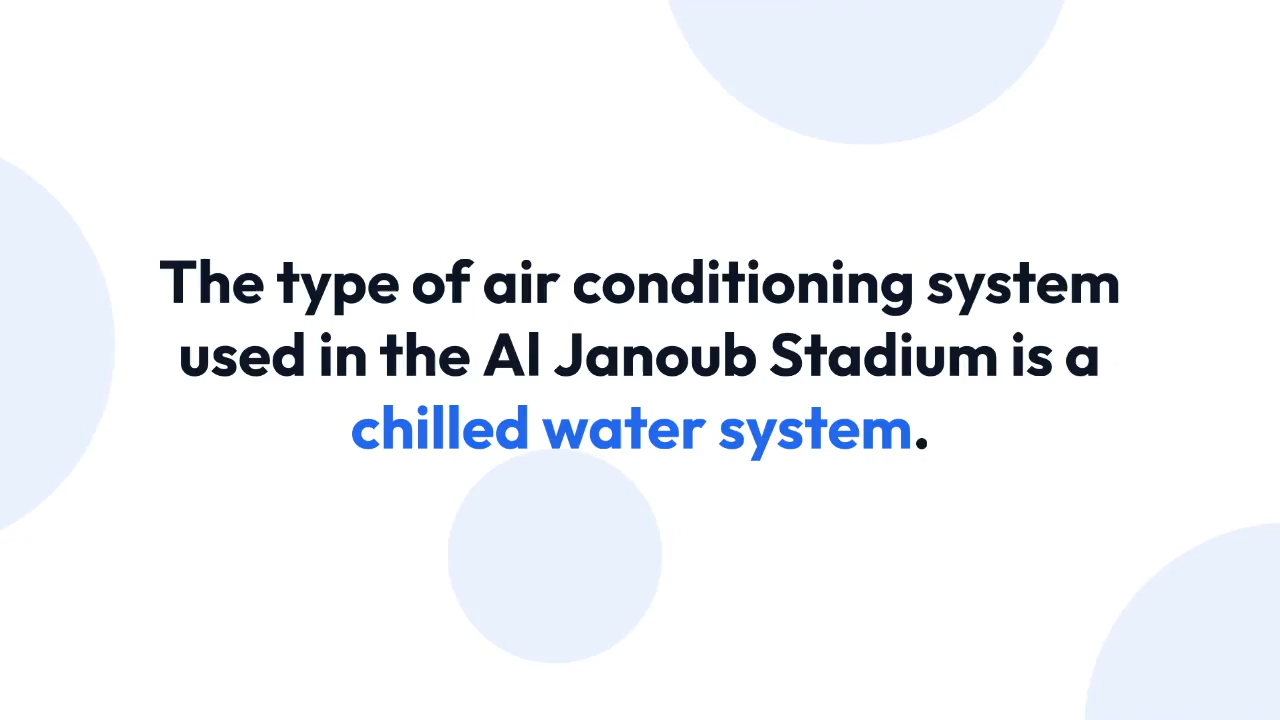 The type of air conditioning system
used in the Al Janoub Stadium is a
chilled water system.